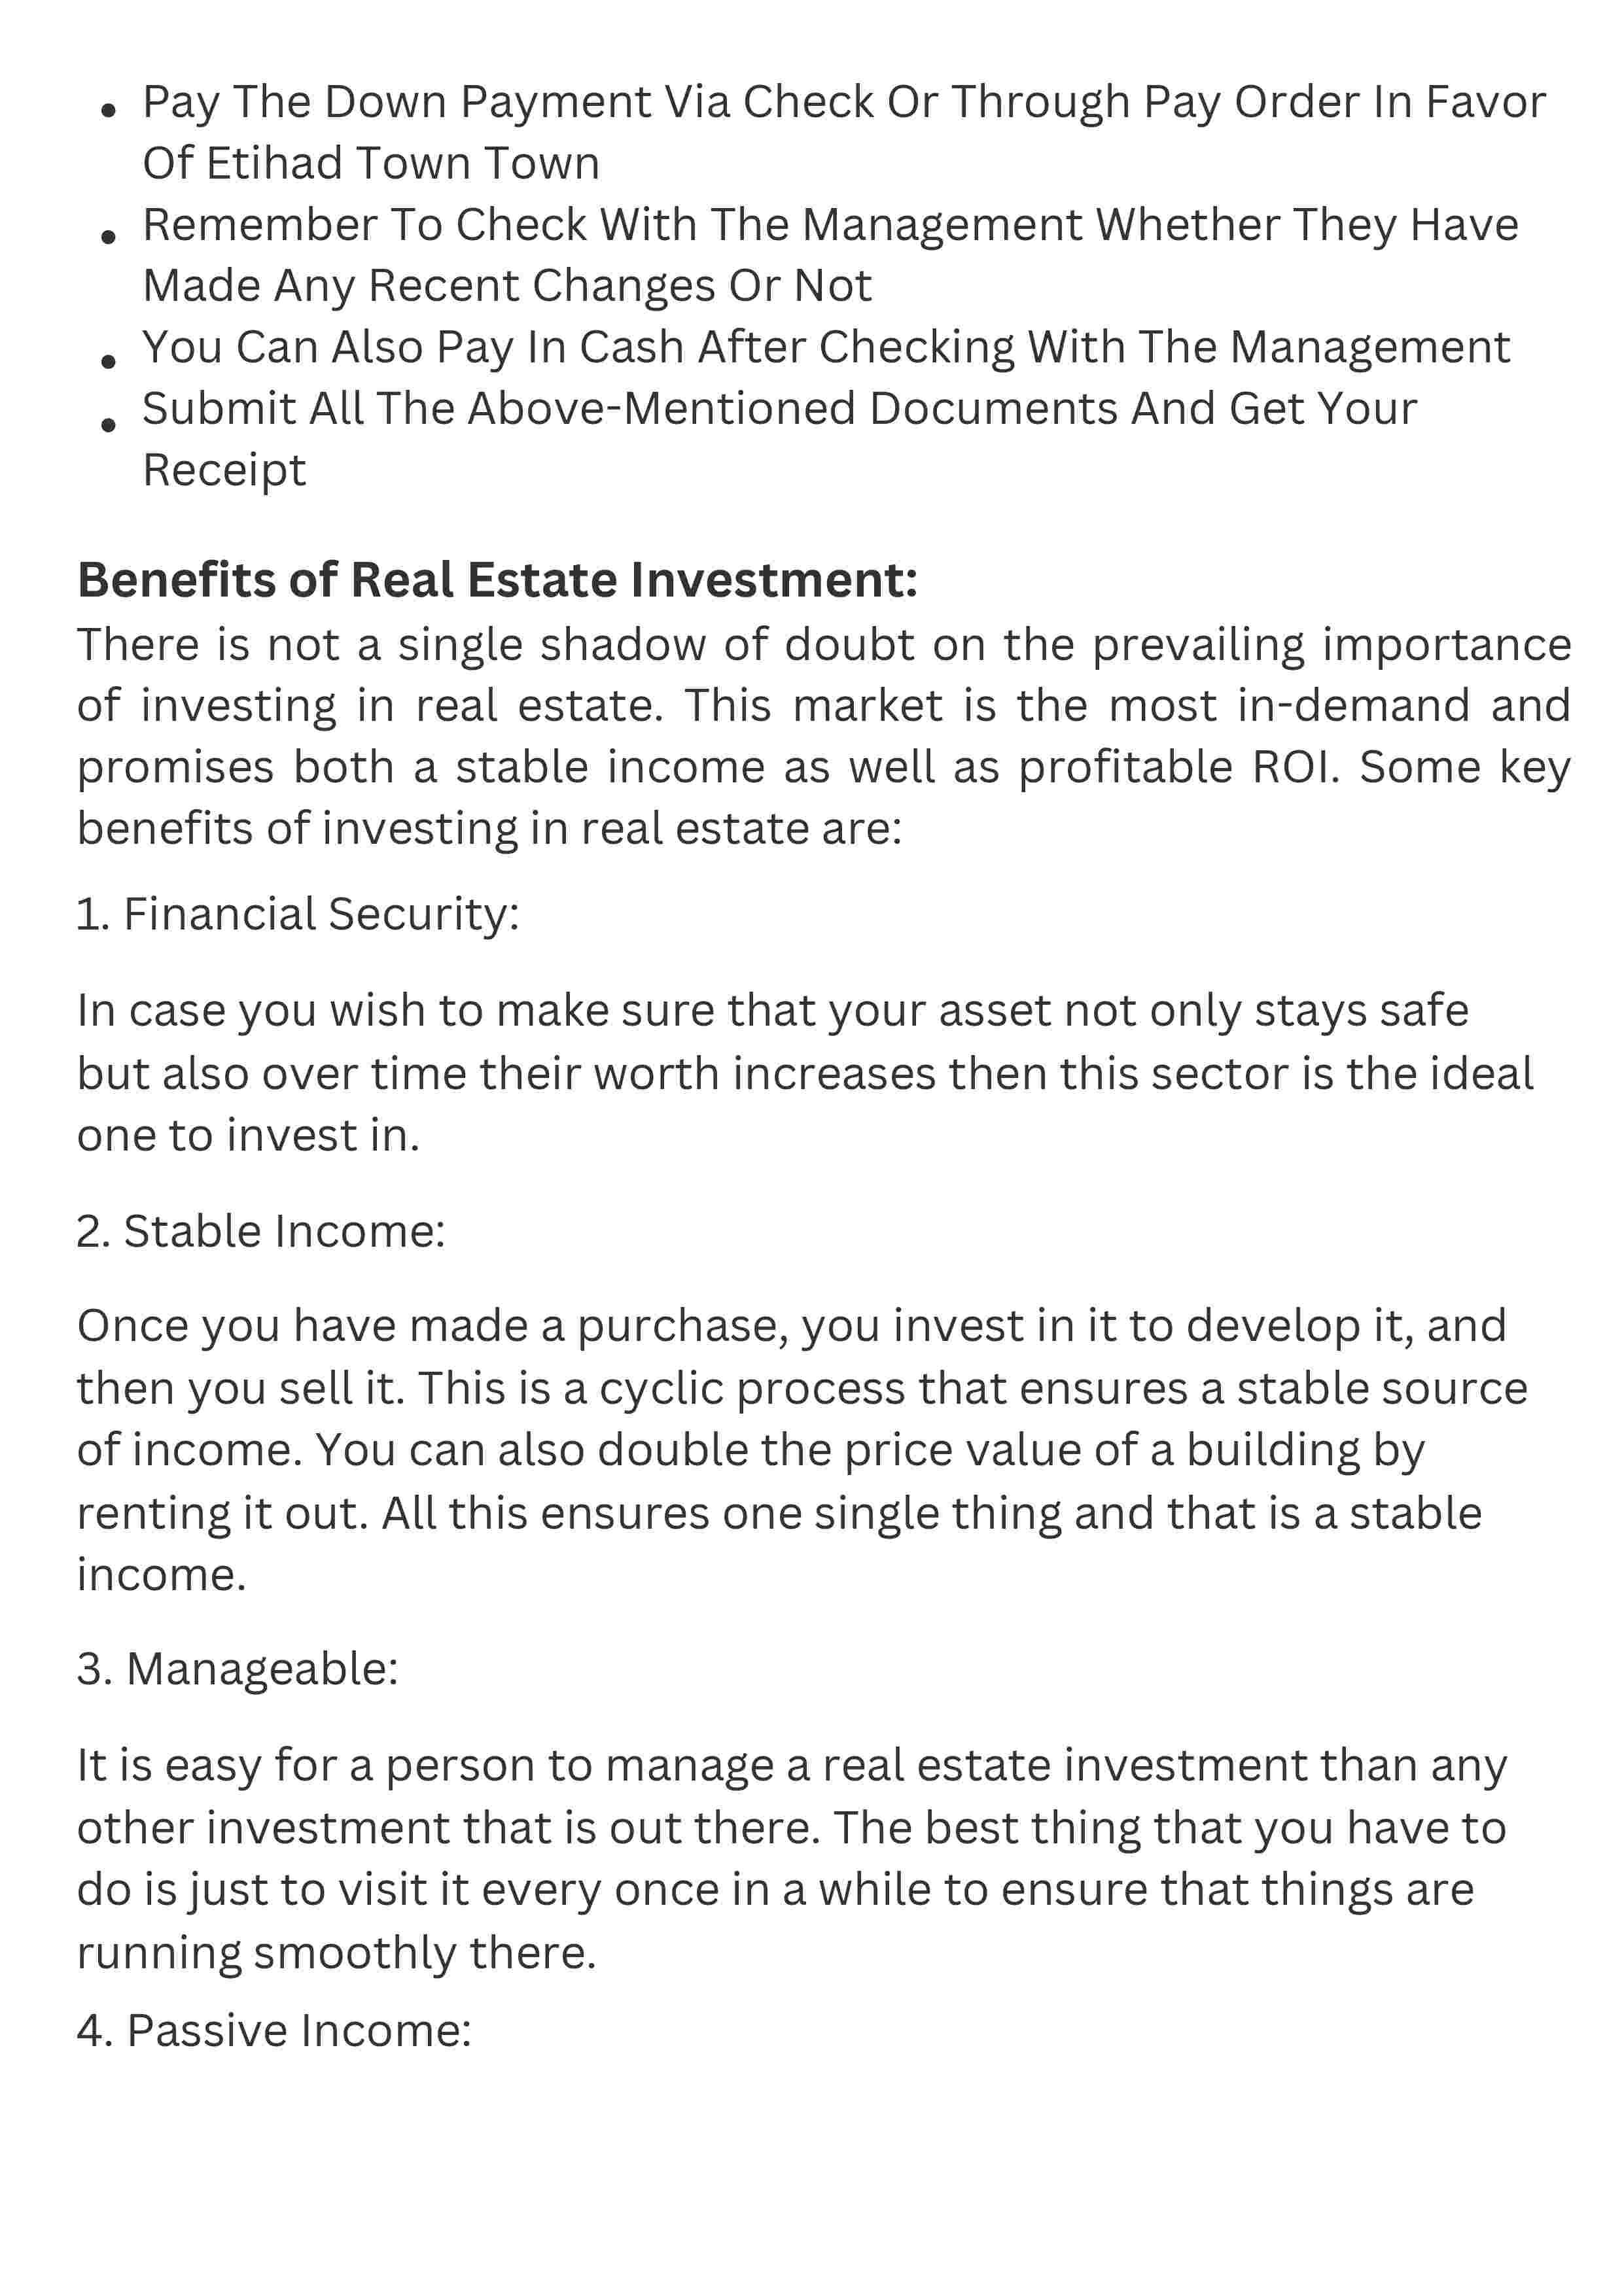 • Pay The Down Payment Via Check Or Through Pay Order In Favor
Of Etihad Town Town
• Remember To Check With The Management Whether They Have
Made Any Recent Changes Or Not
• You Can Also Pay In Cash After Checking With The Management
• Submit All The Above-Mentioned Documents And Get Your
Receipt
Benefits of Real Estate Investment:
There is not a single shadow of doubt on the prevailing importance
of investing in real estate. This market is the most in-demand and
promises both a stable income as well as profitable ROI. Some key
benefits of investing in real estate are:
1. Financial Security:
In case you wish to make sure that your asset not only stays safe
but also over time their worth increases then this sector is the ideal
one to invest in.
2. Stable Income:
Once you have made a purchase, you invest in it to develop it, and
then you sell it. This is a cyclic process that ensures a stable source
of income. You can also double the price value of a building by
renting it out. All this ensures one single thing and that is a stable
income.
3. Manageable:
It is easy for a person to manage a real estate investment than any
other investment that is out there. The best thing that you have to
do is just to visit it every once in a while to ensure that things are
running smoothly there.
4. Passive Income: